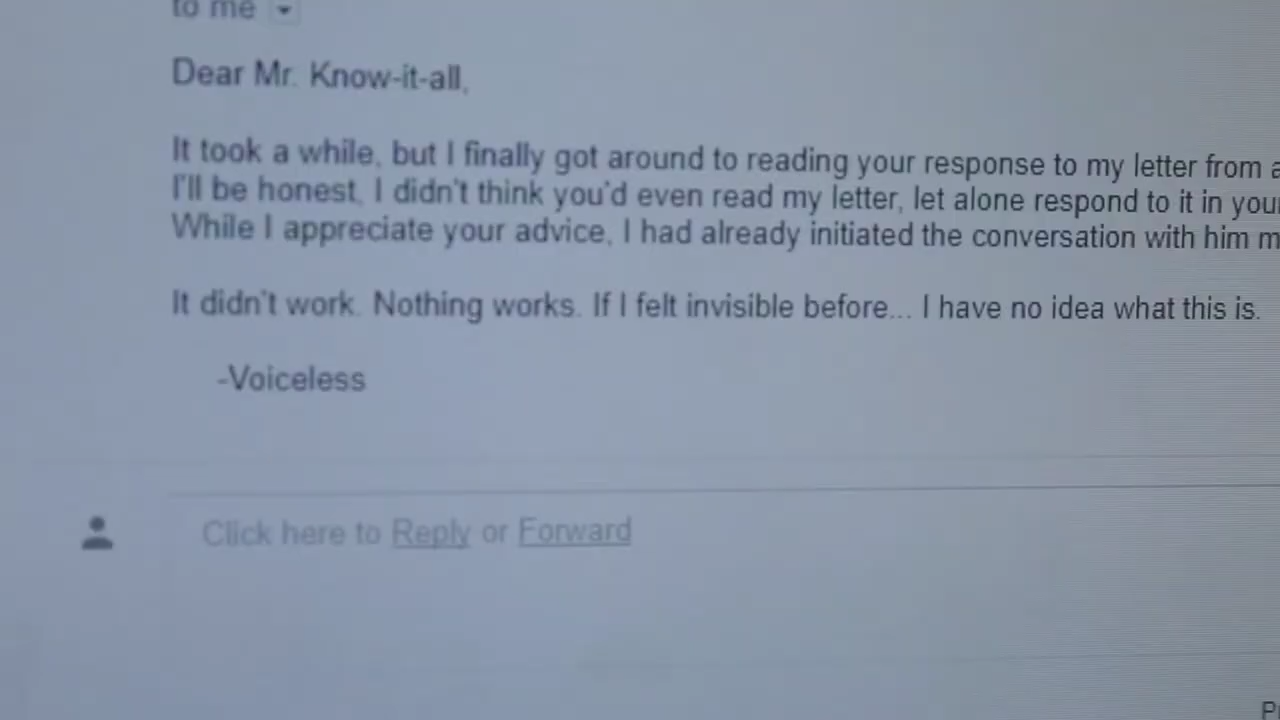 to me
Dear Mr. Know-it-all,
It took a while, but I finally got around to reading your response to my letter from
I'll be honest, I didn't think you'd even read my letter, let alone respond to it in
While I appreciate your advice, I had already initiated the conversation with him
It didn't work. Nothing works. If I felt invisible before... I have no idea what this is.
-Voiceless
Click here to Reply or Forward